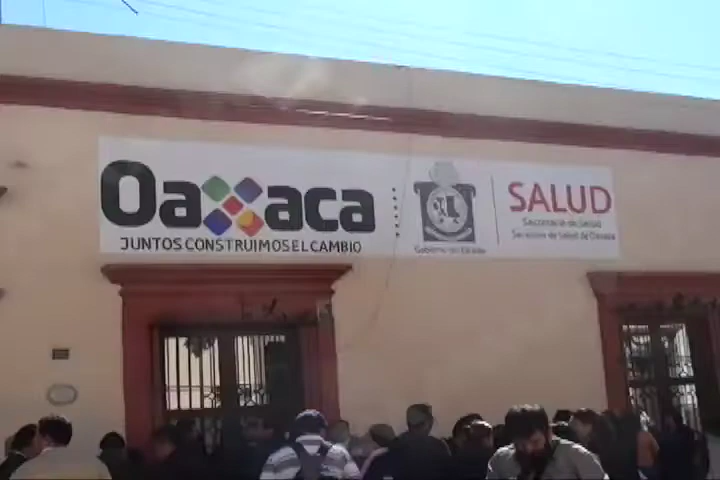 Oaxaca
JUNTOS CONSTRUIMOS EL CAMBIO
Gobierno del Estado
SALUD
Secretaría de Salud
Servicios de Salud de Oaxaca